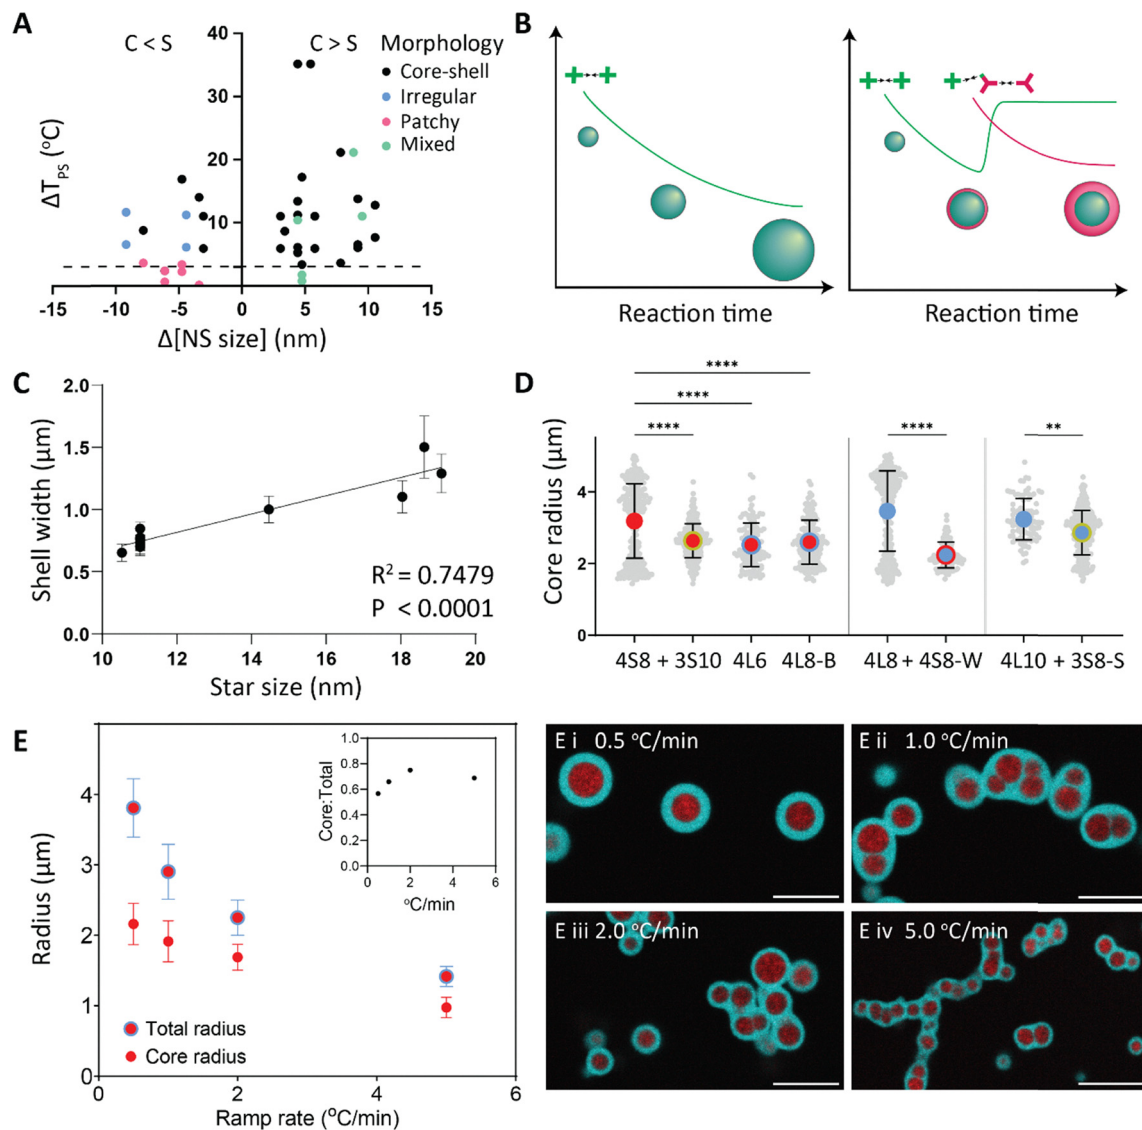 A
C < S
C > S
Morphology
Core-shell
Irregular
Patchy
Mixed
ΔT_PS (°C)
40
30
20
10
-15
-10
-5
0
5
10
15
Δ[NS size] (nm)
B
Reaction time
Reaction time
C
Shell width (μm)
2.0
1.5
1.0
0.5
0.0
R² = 0.7479
P < 0.0001
10
12
14
16
18
20
Star size (nm)
D
Core radius (μm)
4
2
0
****
****
****
****
**
4S8 + 3S10 4L6 4L8-B 4L8 + 4S8-W 4L10 + 3S8-S
E
Radius (μm)
4
3
2
1
0
Total radius
Core radius
0
2
4
6
Ramp rate (°C/min)
Core:Total
1.0
0.8
0.6
0.4
0.2
0.0
0
2
4
6
°C/min
E i 0.5 °C/min
E ii 1.0 °C/min
E iii 2.0 °C/min
E iv 5.0 °C/min